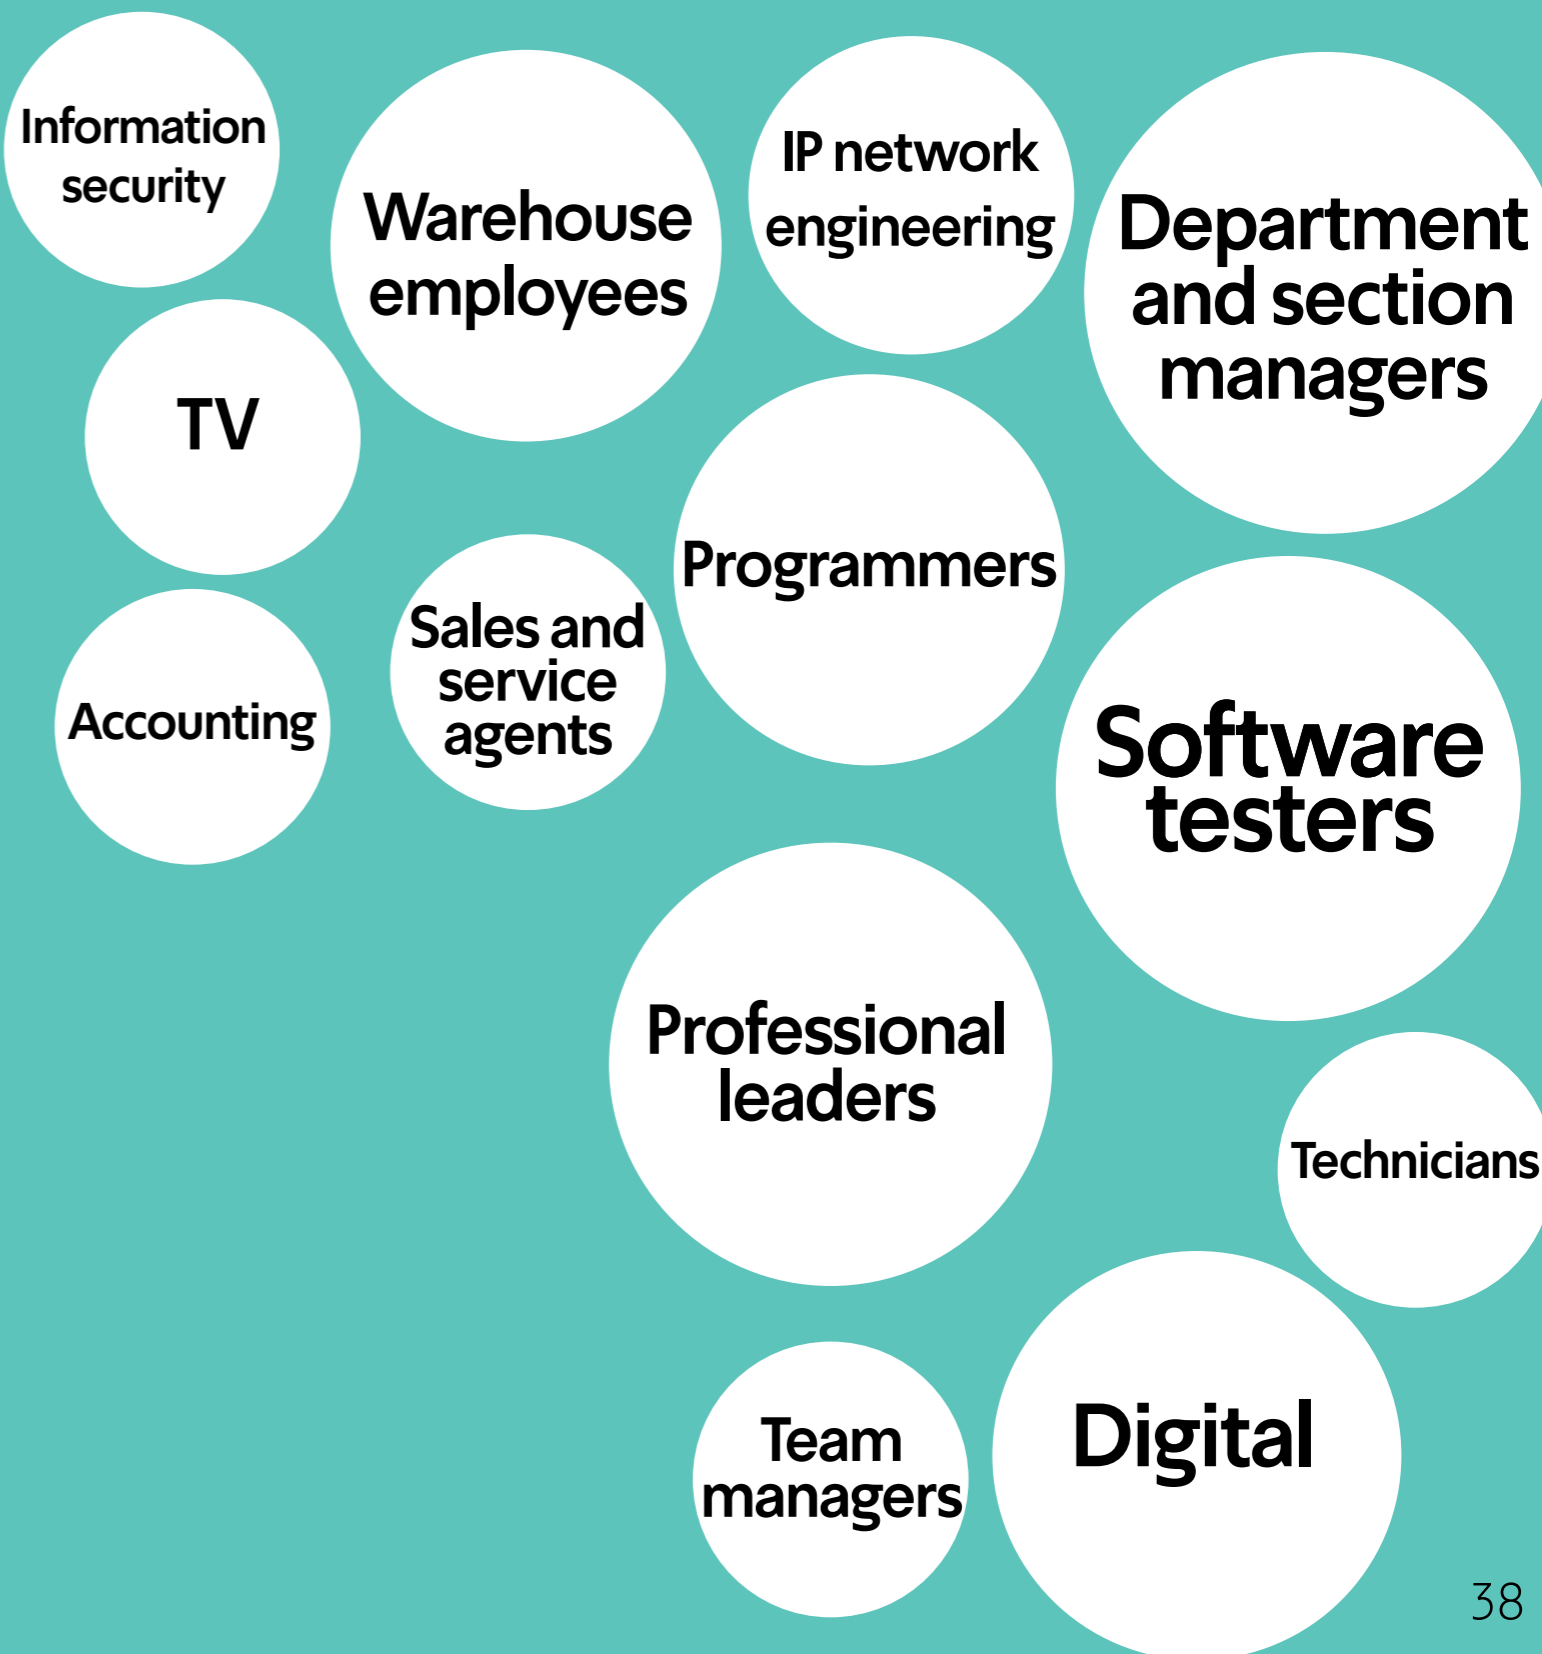 Information
security
Warehouse
employees
IP network
engineering
Department
and section
managers
TV
Programmers
Sales and
service
agents
Accounting
Software
testers
Professional
leaders
Technicians
Team
managers
Digital
38